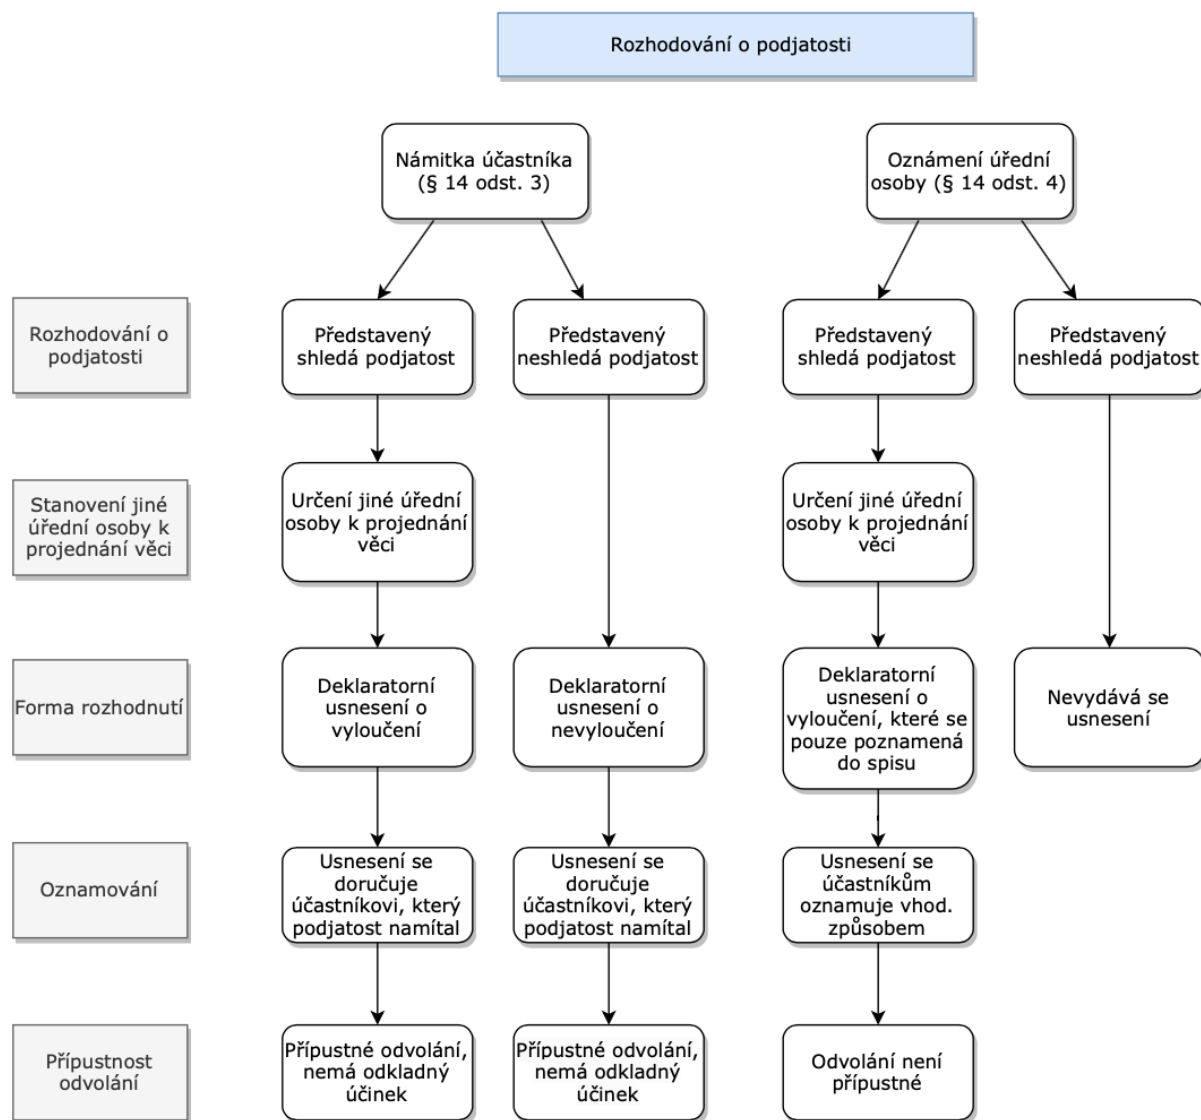 Rozhodování o podjatosti
Námitka účastníka
(§ 14 odst. 3)
Oznámení úřední
osoby (§ 14 odst. 4)
Rozhodování o
podjatosti
Představený
shledá podjatost
Představený
neshledá podjatost
Představený
shledá podjatost
Představený
neshledá podjatost
Stanovení jiné
úřední osoby k
projednání věci
Určení jiné úřední
osoby k projednání
věci
Určení jiné úřední
osoby k projednání
věci
Forma rozhodnutí
Deklaratorní
usnesení o
vyloučení
Deklaratorní
usnesení o
nevyloučení
Deklaratorní
usnesení o
vyloučení, které se
pouze poznamená
do spisu
Nevydává se
usnesení
Oznamování
Usnesení se
doručuje
účastníkovi, který
podjatost namítal
Usnesení se
doručuje
účastníkovi, který
podjatost namítal
Usnesení se
účastníkům
oznamuje vhod.
způsobem
Přípustnost
odvolání
Přípustné odvolání,
nemá odkladný
účinek
Přípustné odvolání,
nemá odkladný
účinek
Odvolání není
přípustné